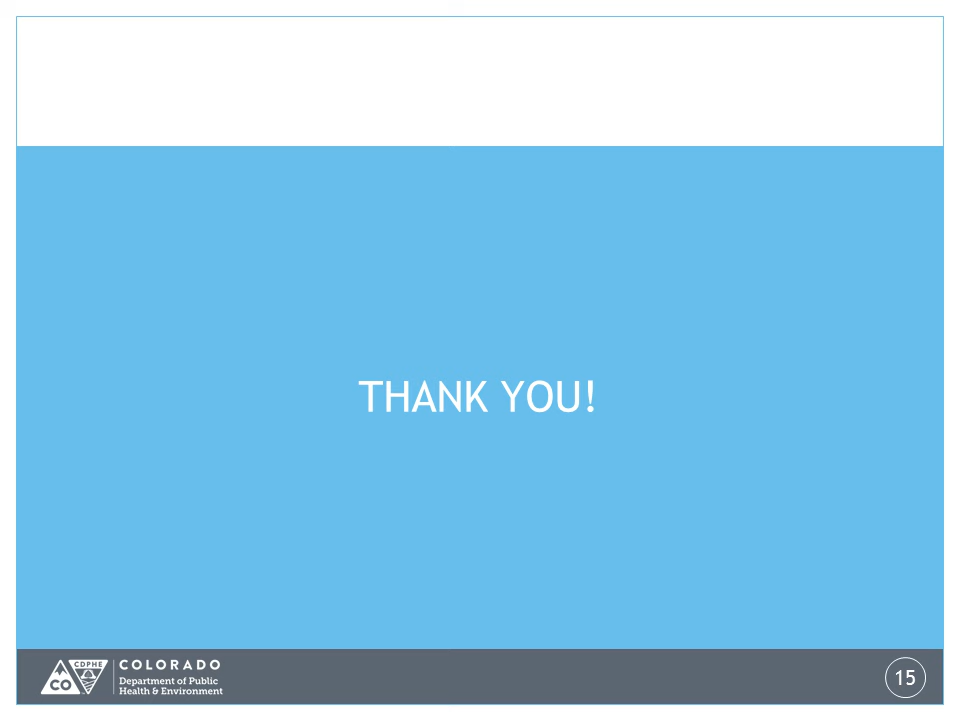 THANK YOU!
CDPHE
CO
COLORADO
Department of Public
Health & Environment
15